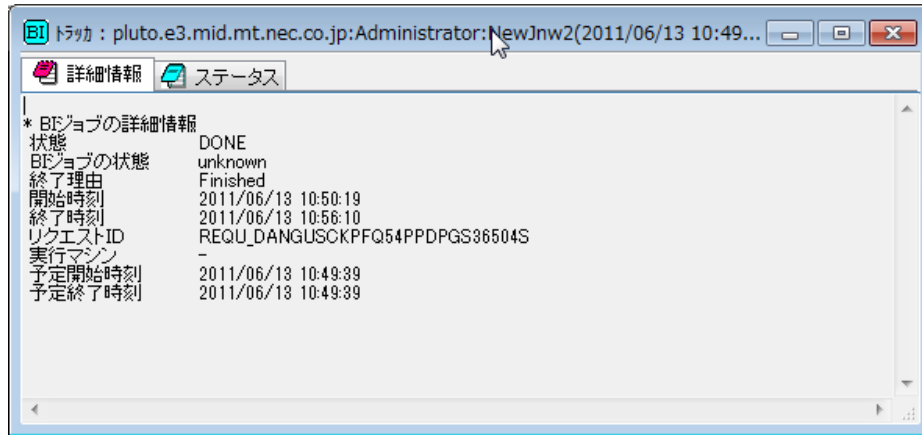 BI トラッカ : pluto.e3.mid.mt.nec.co.jp:Administrator:NewJnw2(2011/06/13 10:49...
詳細情報 ステータス
* BIジョブの詳細情報
状態 DONE
BIジョブの状態 unknown
終了理由 Finished
開始時刻 2011/06/13 10:50:19
終了時刻 2011/06/13 10:56:10
リクエストID REQU_DANGUSCKPFQ54PPDPGS36504S
実行マシン -
予定開始時刻 2011/06/13 10:49:39
予定終了時刻 2011/06/13 10:49:39